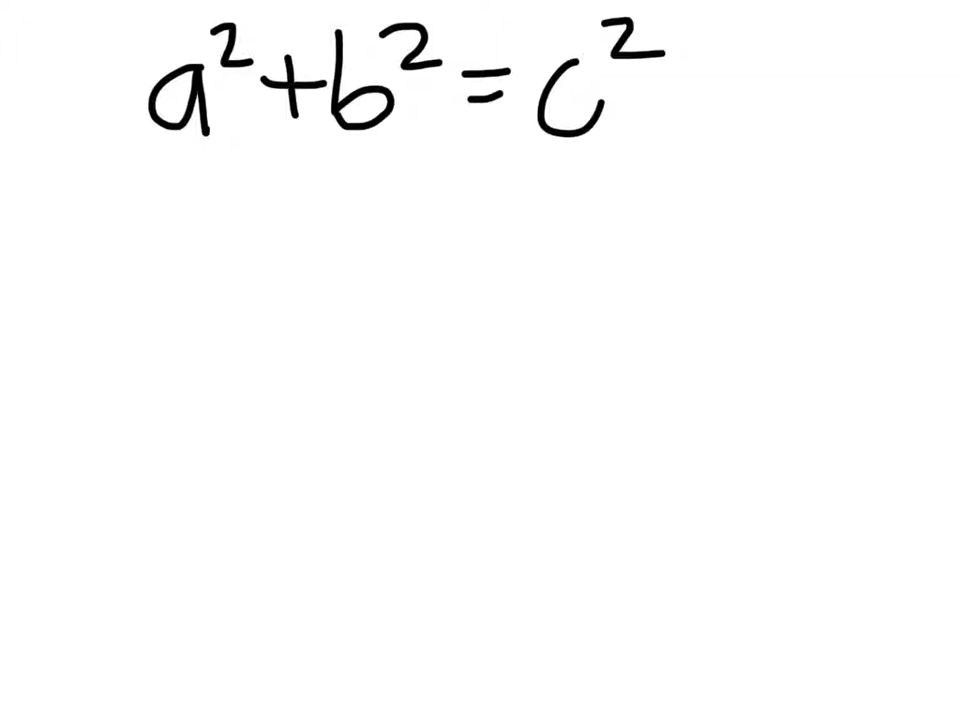 a² + b² = c²